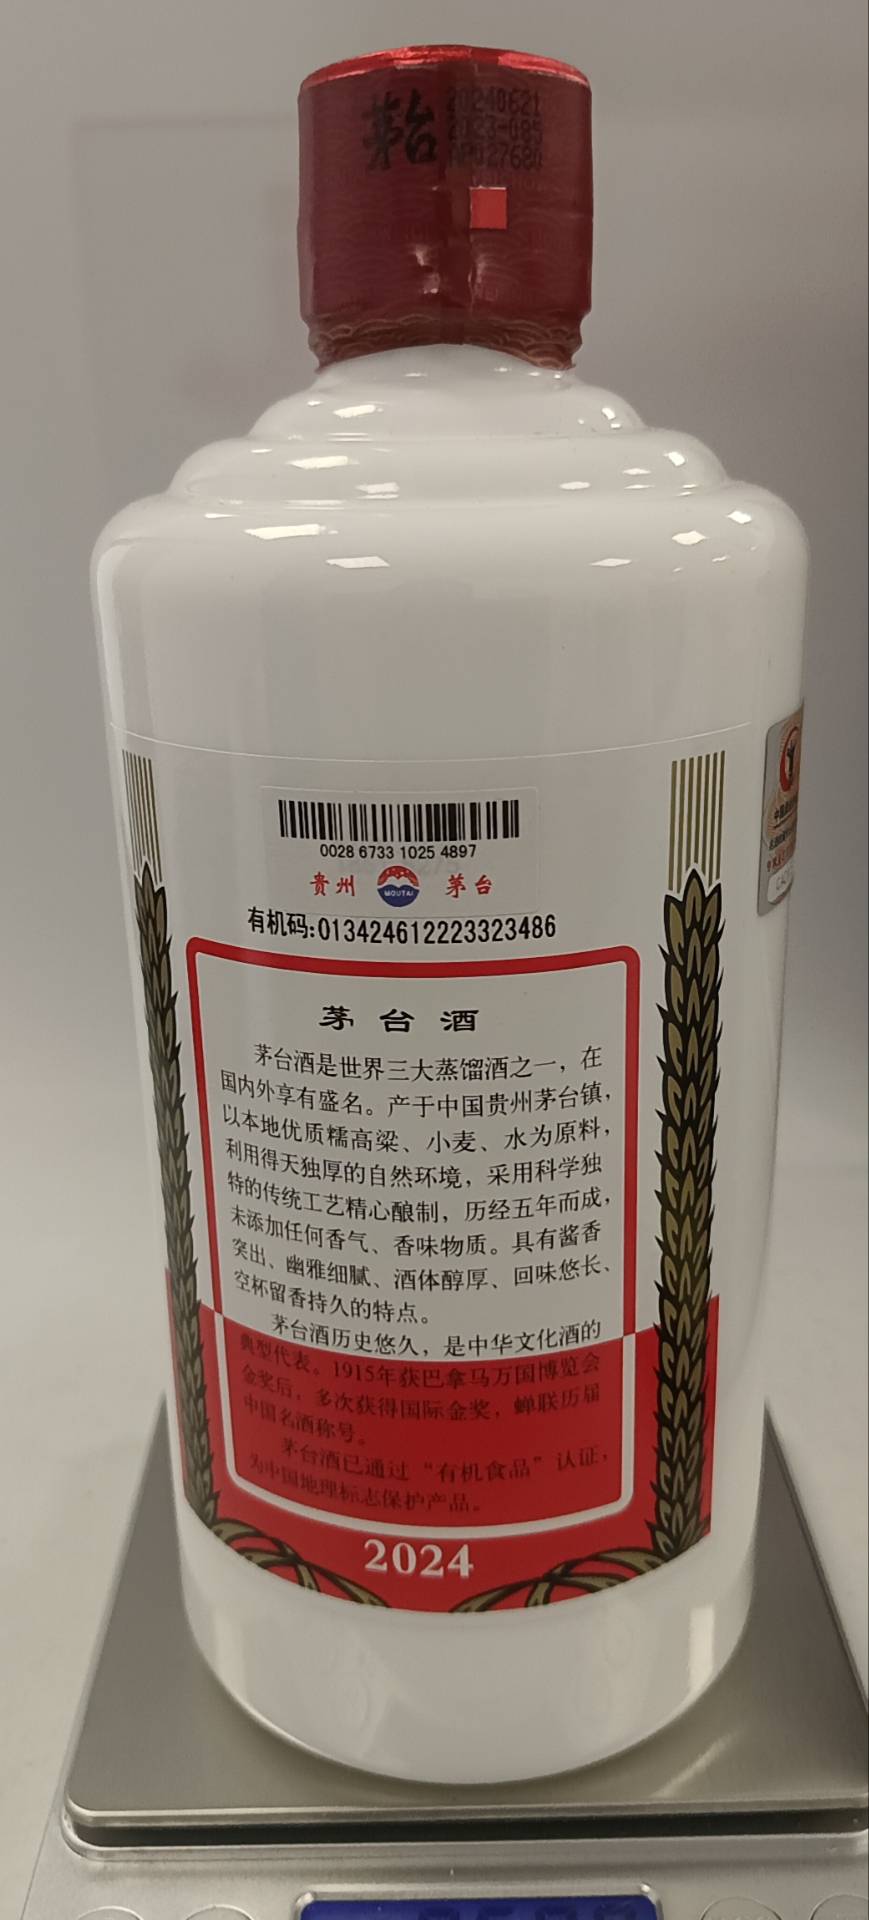 茅台
20240621
2023-085
0028 6733 1025 4897
贵州
MOUTAI
茅台
有机码:013424612223323486
茅台酒
茅台酒是世界三大蒸馏酒之一，在
国内外享有盛名。产于中国贵州茅台镇，
以本地优质糯高粱、小麦、水为原料，
利用得天独厚的自然环境，采用科学独
特的传统工艺精心酿制，历经五年而成，
未添加任何香气、香味物质。具有酱香
突出、幽雅细腻、酒体醇厚、回味悠长、
空杯留香持久的特点。
茅台酒历史悠久，是中华文化酒的
典型代表。1915年获巴拿马万国博览会
金奖后，多次获得国际金奖，蝉联历届
中国名酒称号。
茅台酒已通过“有机食品”认证，
为中国地理标志保护产品。
2024